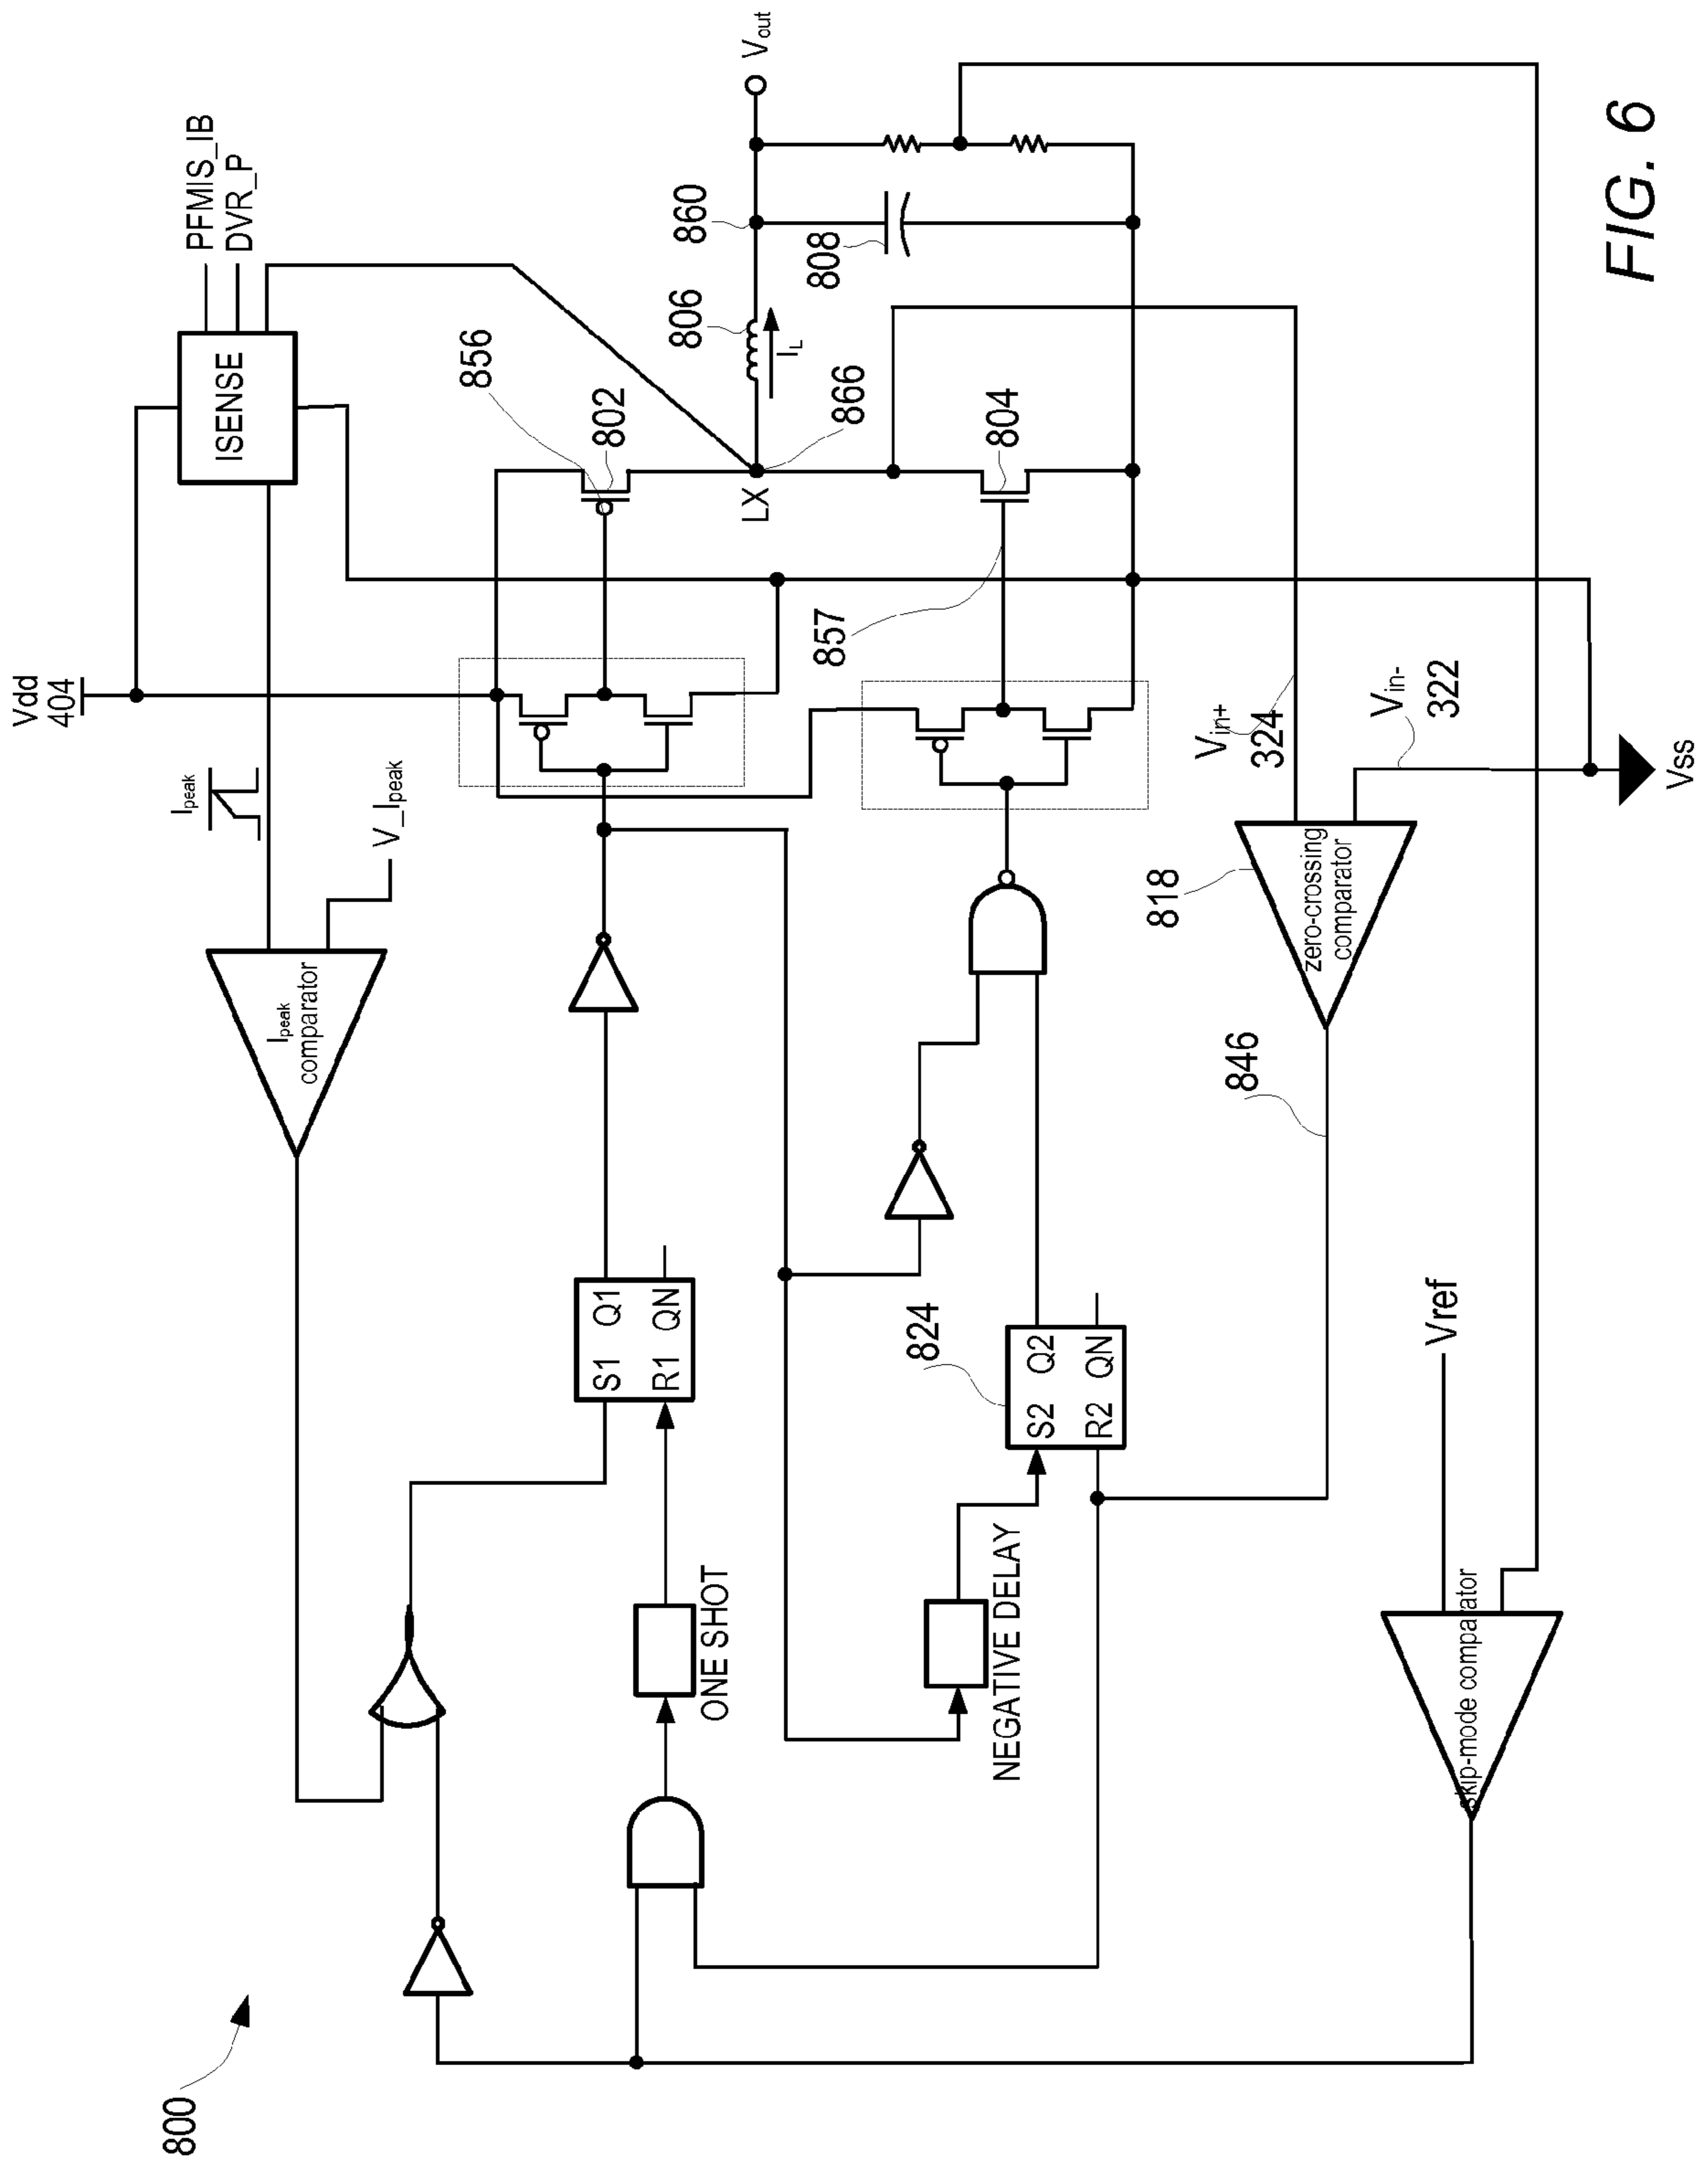 FIG. 6
800
Vdd
404
PFMIS_IB
DVR_P
ISENSE
Ipeak
V_Ipeak
Ipeak
comparator
856
802
806
IL
860
Vout
808
LX
866
804
857
S1 Q1
R1 QN
ONE SHOT
NEGATIVE DELAY
824
S2 Q2
R2 QN
818
zero-crossing
comparator
846
Vin+
324
Vin-
322
Vss
Vref
skip-mode comparator